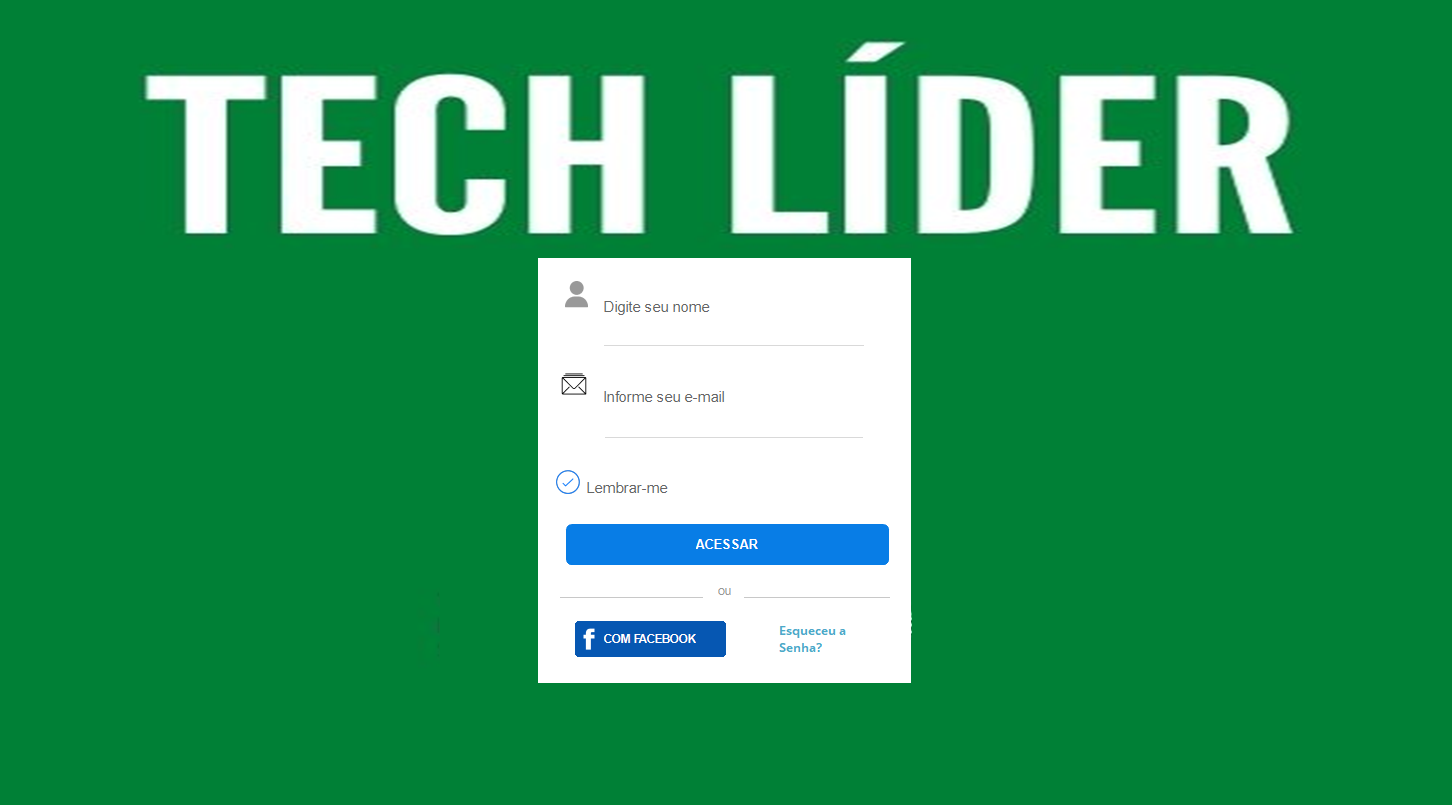 TECH LÍDER
Digite seu nome
Informe seu e-mail
Lembrar-me
ACESSAR
ou
f COM FACEBOOK
Esqueceu a
Senha?